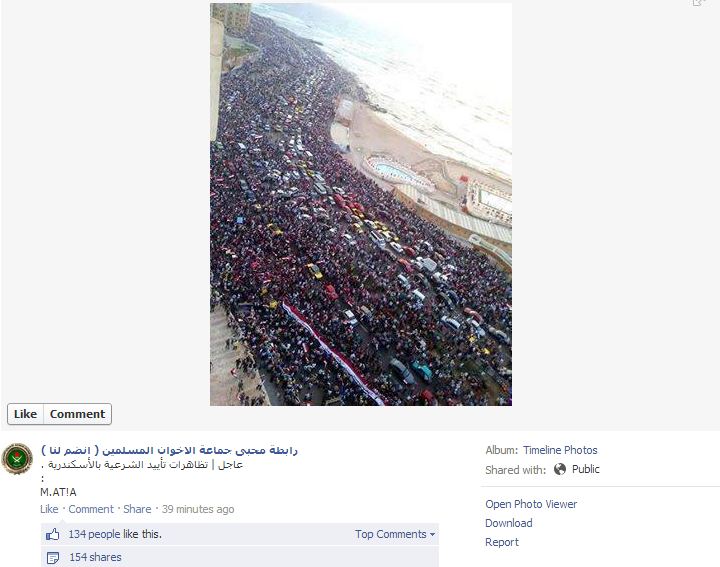 Like Comment
رابطة محبى جماعة الاخوان المسلمين ( انضم لنا )
عاجل | تظاهرات تأييد الشرعية بالأسكندرية .
:
M.AT!A
Like · Comment · Share · 39 minutes ago
134 people like this.
Top Comments
154 shares
Album: Timeline Photos
Shared with: Public
Open Photo Viewer
Download
Report